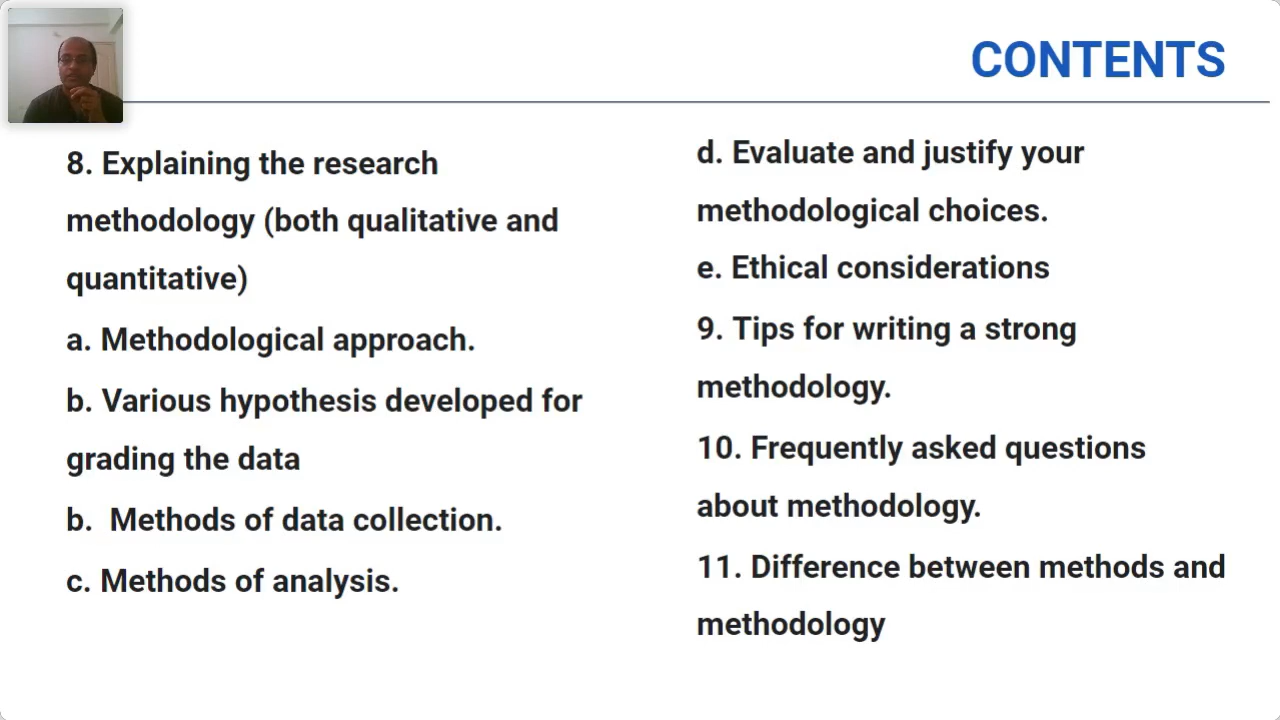 CONTENTS
8. Explaining the research
methodology (both qualitative and
quantitative)
a. Methodological approach.
b. Various hypothesis developed for
grading the data
b.  Methods of data collection.
c. Methods of analysis.
d. Evaluate and justify your
methodological choices.
e. Ethical considerations
9. Tips for writing a strong
methodology.
10. Frequently asked questions
about methodology.
11. Difference between methods and
methodology